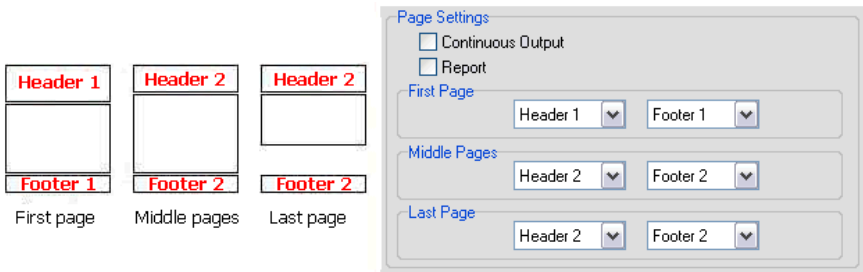 Header 1
Header 2
Header 2
Footer 1
Footer 2
Footer 2
First page
Middle pages
Last page
Page Settings
Continuous Output
Report
First Page
Header 1
Footer 1
Middle Pages
Header 2
Footer 2
Last Page
Header 2
Footer 2